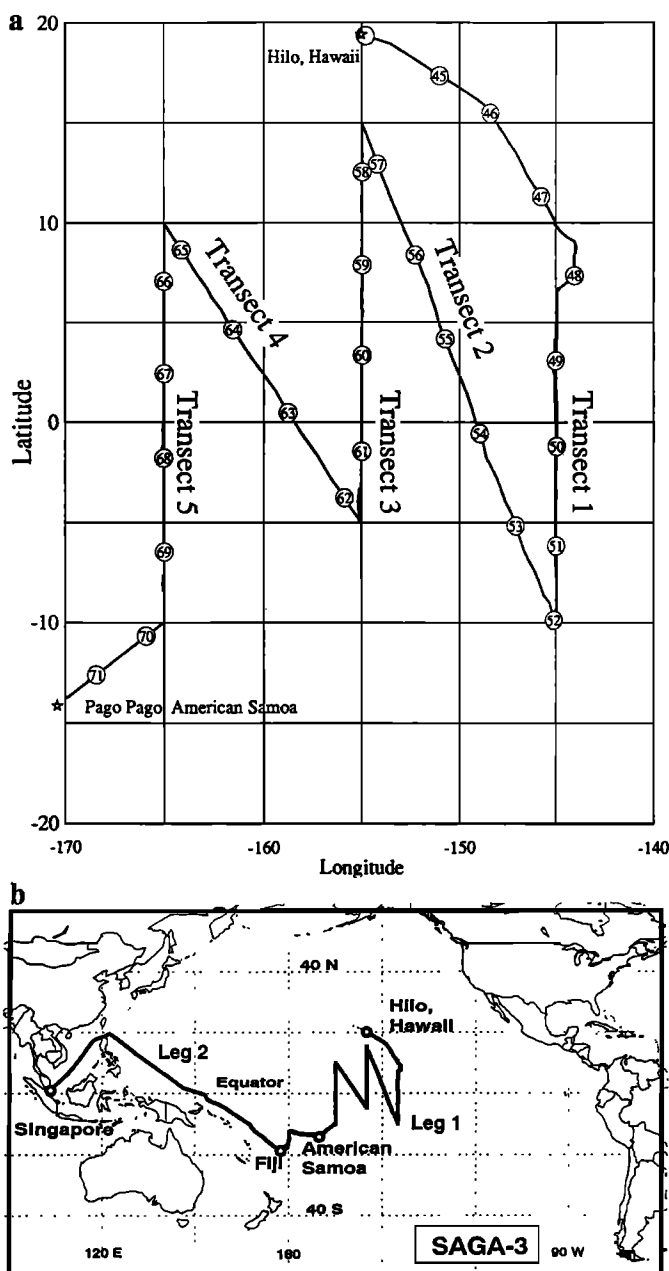 a
20
Hilo, Hawaii
45
46
57
58
47
10
65
66
Transect 4
59
56
Transect 2
48
64
55
67
60
49
Latitude
0
63
Transect 5
Transect 3
54
Transect 1
68
61
50
62
69
53
51
-10
70
52
71
Pago Pago, American Samoa
-20
-170
-160
-150
-140
Longitude
b
40 N
Hilo,
Hawaii
Leg 2
Equator
Singapore
Leg 1
American
Samoa
Fiji
40 S
120 E
180
SAGA-3
90 W